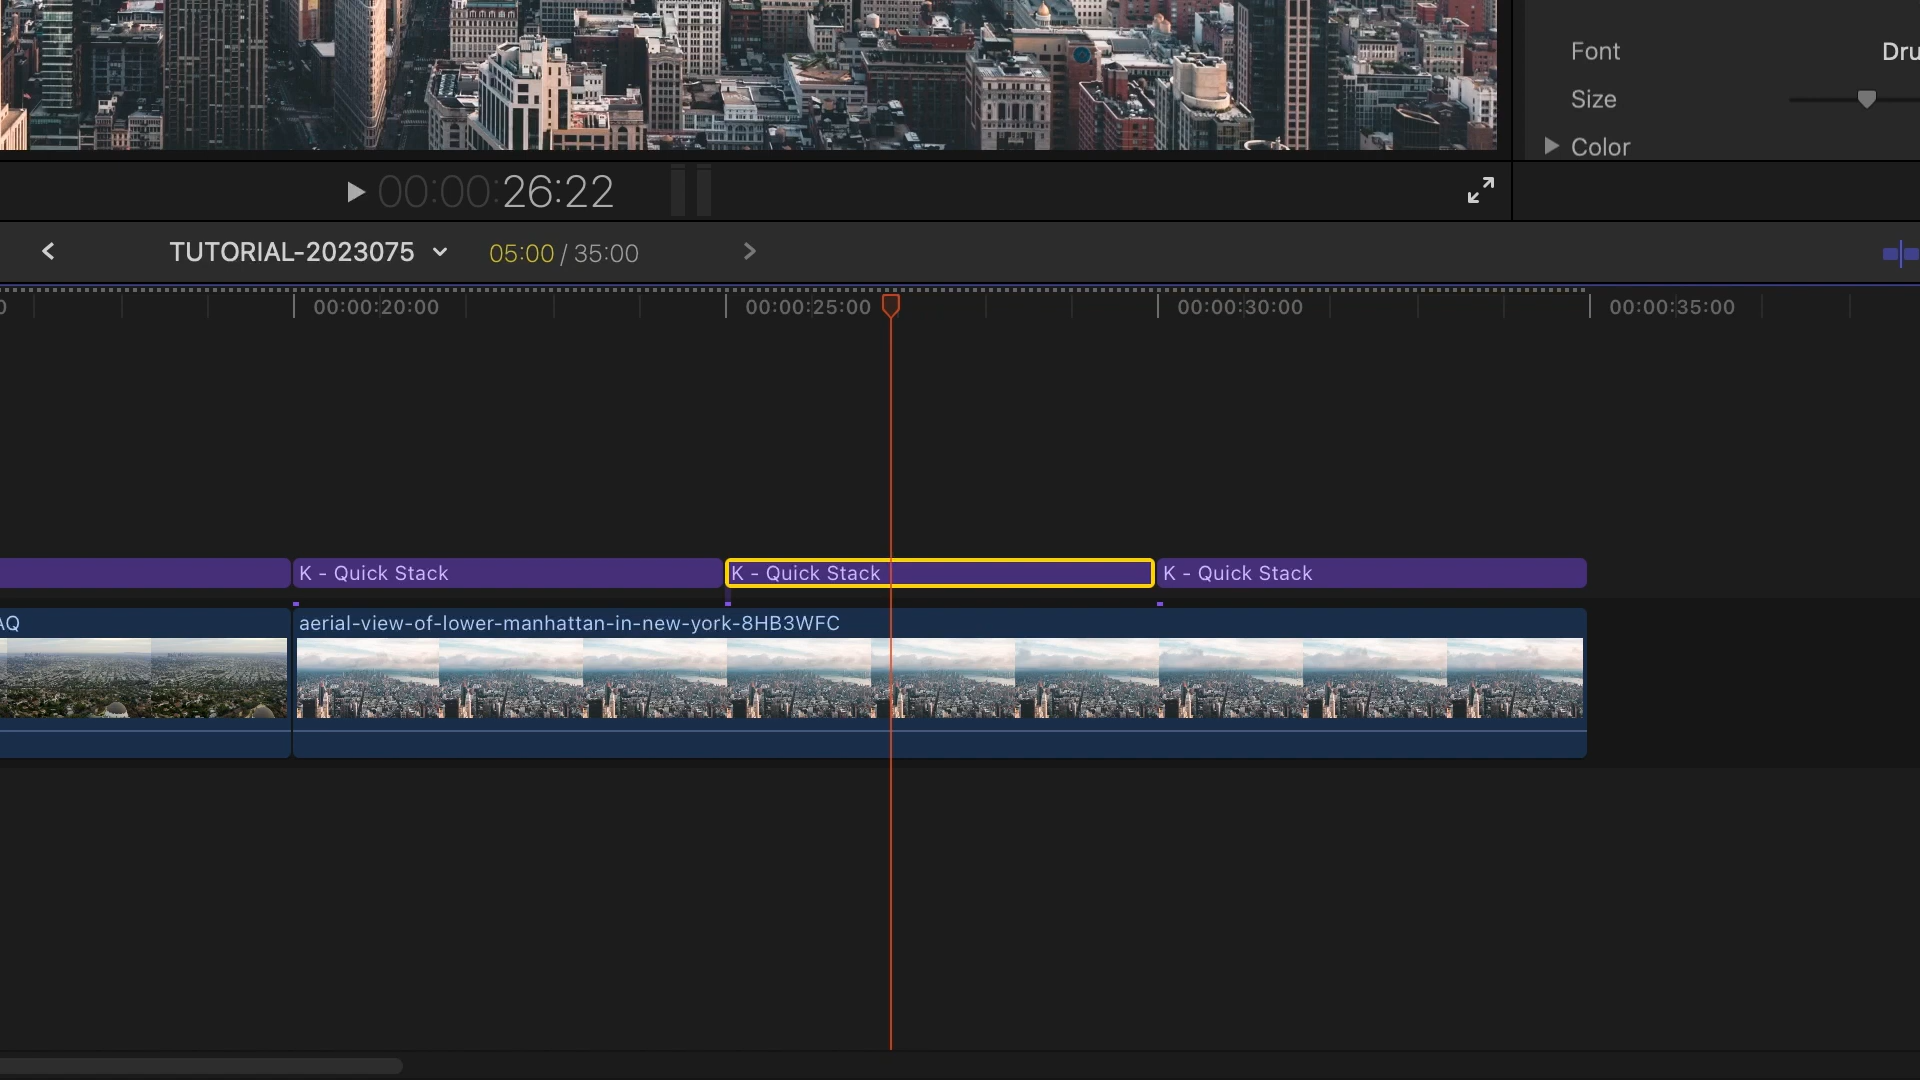 Font Dru
Size
Color
00:00:26:22
TUTORIAL-2023075 05:00 / 35:00
0 00:00:20:00 00:00:25:00 00:00:30:00 00:00:35:00
K - Quick Stack K - Quick Stack K - Quick Stack
AQ aerial-view-of-lower-manhattan-in-new-york-8HB3WFC